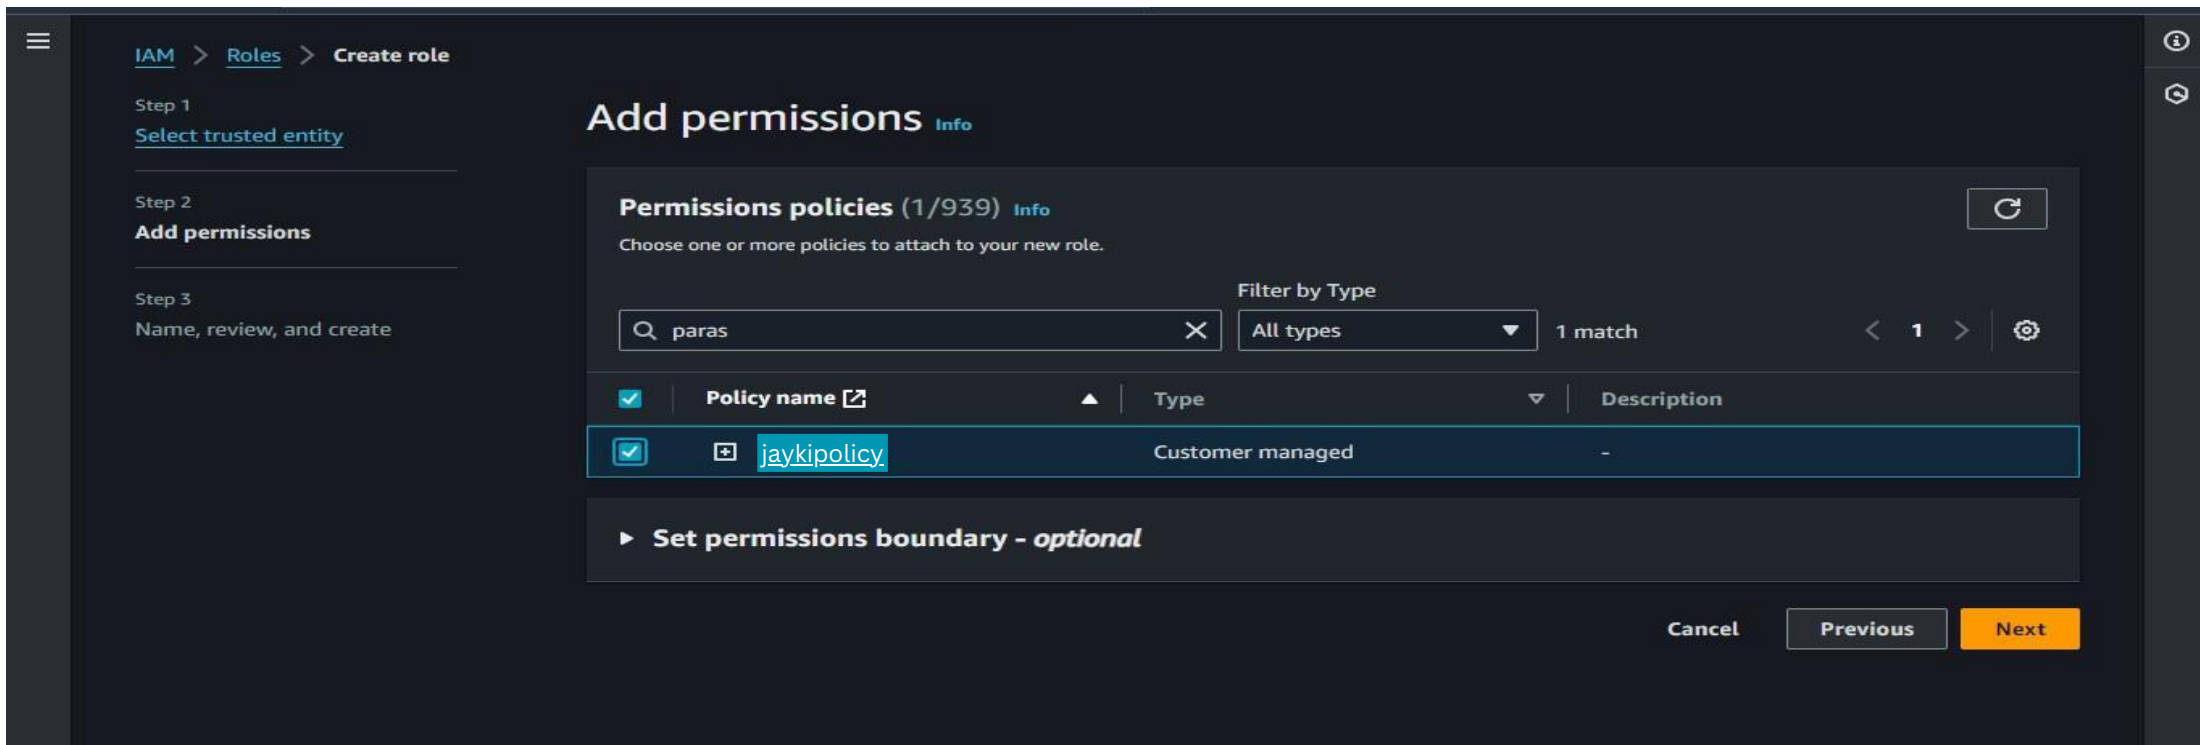 IAM > Roles > Create role
Step 1
Select trusted entity
Step 2
Add permissions
Step 3
Name, review, and create
Add permissions Info
Permissions policies (1/939) Info
Choose one or more policies to attach to your new role.
Filter by Type
paras
All types
1 match
1
Policy name
Type
Description
jaykipolicy
Customer managed
-
Set permissions boundary - optional
Cancel
Previous
Next